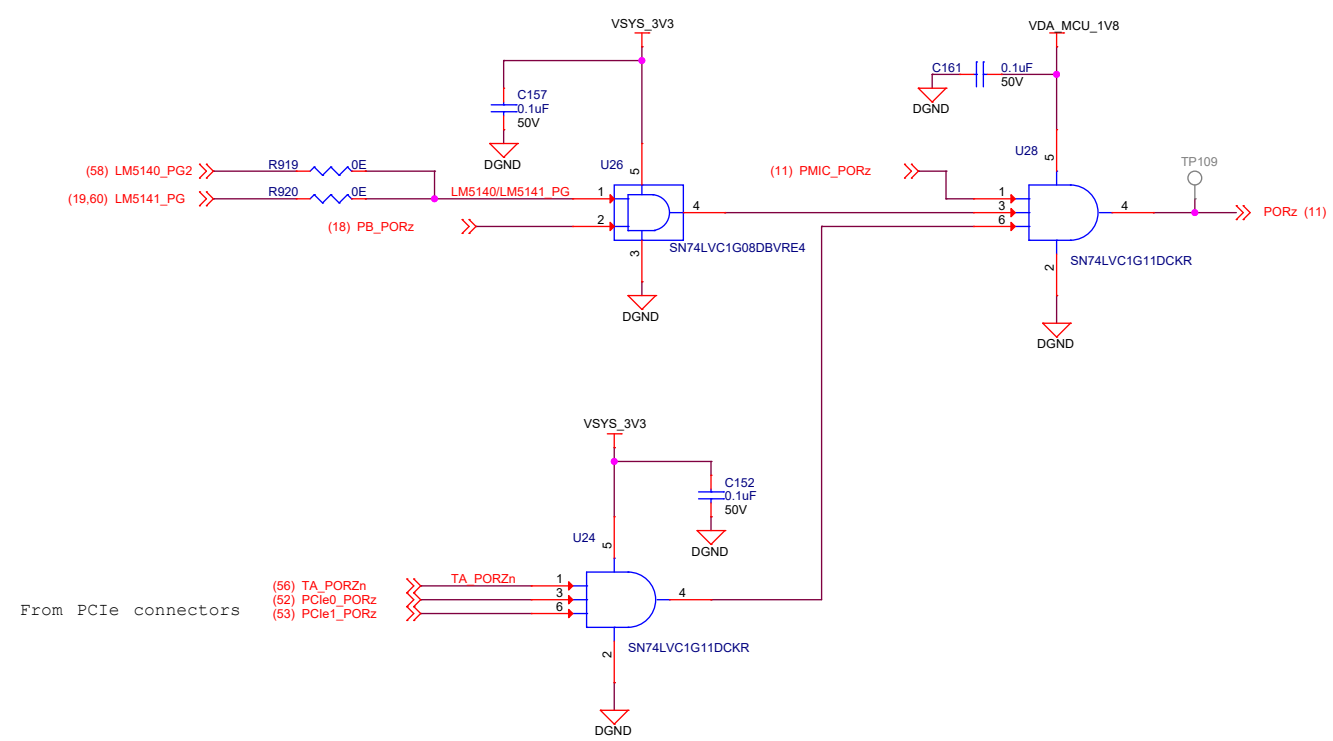 VSYS_3V3
VDA_MCU_1V8
C157
0.1uF
50V
DGND
C161
0.1uF
50V
DGND
(58) LM5140_PG2
R919
0E
(19,60) LM5141_PG
R920
0E
LM5140/LM5141_PG
(18) PB_PORz
U26
5
1
2
4
3
SN74LVC1G08DBVRE4
DGND
(11) PMIC_PORz
U28
5
1
3
6
4
2
SN74LVC1G11DCKR
DGND
TP109
PORz (11)
VSYS_3V3
C152
0.1uF
50V
DGND
U24
5
From PCIe connectors
(56) TA_PORZn
TA_PORZn
(52) PCIe0_PORz
(53) PCIe1_PORz
1
3
6
4
2
SN74LVC1G11DCKR
DGND